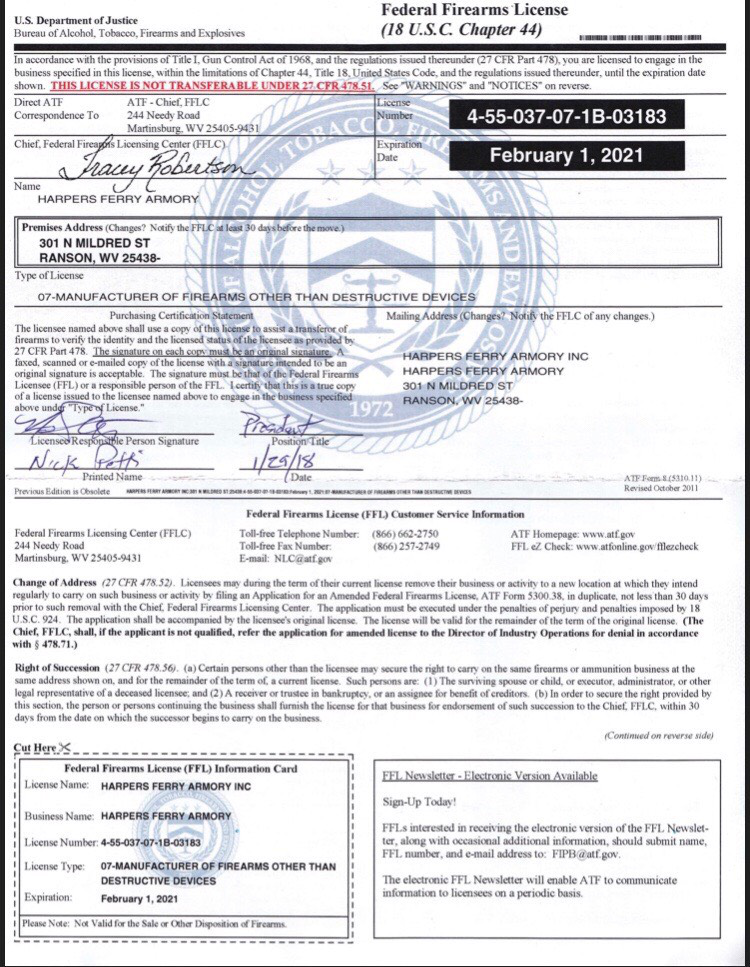 U.S. Department of Justice
Bureau of Alcohol, Tobacco, Firearms and Explosives
Federal Firearms License
(18 U.S.C. Chapter 44)
In accordance with the provisions of Title I, Gun Control Act of 1968, and the regulations issued thereunder (27 CFR Part 478), you are licensed to engage in the
business specified in this license, within the limitations of Chapter 44, Title 18, United States Code, and the regulations issued thereunder, until the expiration date
shown. THIS LICENSE IS NOT TRANSFERABLE UNDER 27 CFR 478.51. See "WARNINGS" and "NOTICES" on reverse.
Direct ATF
Correspondence To
ATF - Chief, FFLC
244 Needy Road
Martinsburg, WV 25405-9431
License
Number
4-55-037-07-1B-03183
Chief, Federal Firearms Licensing Center (FFLC)
Tracey Robertson
Expiration
Date
February 1, 2021
Name
HARPERS FERRY ARMORY
Premises Address (Changes? Notify the FFLC at least 30 days before the move.)
301 N MILDRED ST
RANSON, WV 25438-
Type of License
07-MANUFACTURER OF FIREARMS OTHER THAN DESTRUCTIVE DEVICES
Purchasing Certification Statement
The licensee named above shall use a copy of this license to assist a transferor of
firearms to verify the identity and the licensed status of the licensee as provided by
27 CFR Part 478. The signature on each copy must be an original signature. A
faxed, scanned or e-mailed copy of the license with a signature intended to be an
original signature is acceptable. The signature must be that of the Federal Firearms
Licensee (FFL) or a responsible person of the FFL. I certify that this is a true copy
of a license issued to the licensee named above to engage in the business specified
above under "Type of License."
Mailing Address (Changes? Notify the FFLC of any changes.)
HARPERS FERRY ARMORY INC
HARPERS FERRY ARMORY
301 N MILDRED ST
RANSON, WV 25438-
1972
President
Licensee/Responsible Person Signature
Position/Title
Nick
1/29/18
Printed Name
Date
Previous Edition is Obsolete
HARPERS FERRY ARMORY INC:301 N MILDRED ST:25438:4-55-037-07-1B-03183:February 1, 2021:07-MANUFACTURER OF FIREARMS OTHER THAN DESTRUCTIVE DEVICES
ATF Form 8 (5310.11)
Revised October 2011
Federal Firearms License (FFL) Customer Service Information
Federal Firearms Licensing Center (FFLC)
244 Needy Road
Martinsburg, WV 25405-9431
Toll-free Telephone Number: (866) 662-2750
Toll-free Fax Number: (866) 257-2749
E-mail: NLC@atf.gov
ATF Homepage: www.atf.gov
FFL eZ Check: www.atfonline.gov/fflezcheck
Change of Address (27 CFR 478.52). Licensees may during the term of their current license remove their business or activity to a new location at which they intend
regularly to carry on such business or activity by filing an Application for an Amended Federal Firearms License, ATF Form 5300.38, in duplicate, not less than 30 days
prior to such removal with the Chief, Federal Firearms Licensing Center. The application must be executed under the penalties of perjury and penalties imposed by 18
U.S.C. 924. The application shall be accompanied by the licensee's original license. The license will be valid for the remainder of the term of the original license. (The
Chief, FFLC, shall, if the applicant is not qualified, refer the application for amended license to the Director of Industry Operations for denial in accordance
with § 478.71.)
Right of Succession (27 CFR 478.56). (a) Certain persons other than the licensee may secure the right to carry on the same firearms or ammunition business at the
same address shown on, and for the remainder of the term of, a current license. Such persons are: (1) The surviving spouse or child, or executor, administrator, or other
legal representative of a deceased licensee; and (2) A receiver or trustee in bankruptcy, or an assignee for benefit of creditors. (b) In order to secure the right provided by
this section, the person or persons continuing the business shall furnish the license for that business for endorsement of such succession to the Chief, FFLC, within 30
days from the date on which the successor begins to carry on the business.
(Continued on reverse side)
Cut Here
Federal Firearms License (FFL) Information Card
License Name: HARPERS FERRY ARMORY INC
Business Name: HARPERS FERRY ARMORY
License Number: 4-55-037-07-1B-03183
License Type: 07-MANUFACTURER OF FIREARMS OTHER THAN
DESTRUCTIVE DEVICES
Expiration: February 1, 2021
Please Note: Not Valid for the Sale or Other Disposition of Firearms.
FFL Newsletter - Electronic Version Available
Sign-Up Today!
FFLs interested in receiving the electronic version of the FFL Newslet-
ter, along with occasional additional information, should submit name,
FFL number, and e-mail address to: FIPB@atf.gov.
The electronic FFL Newsletter will enable ATF to communicate
information to licensees on a periodic basis.